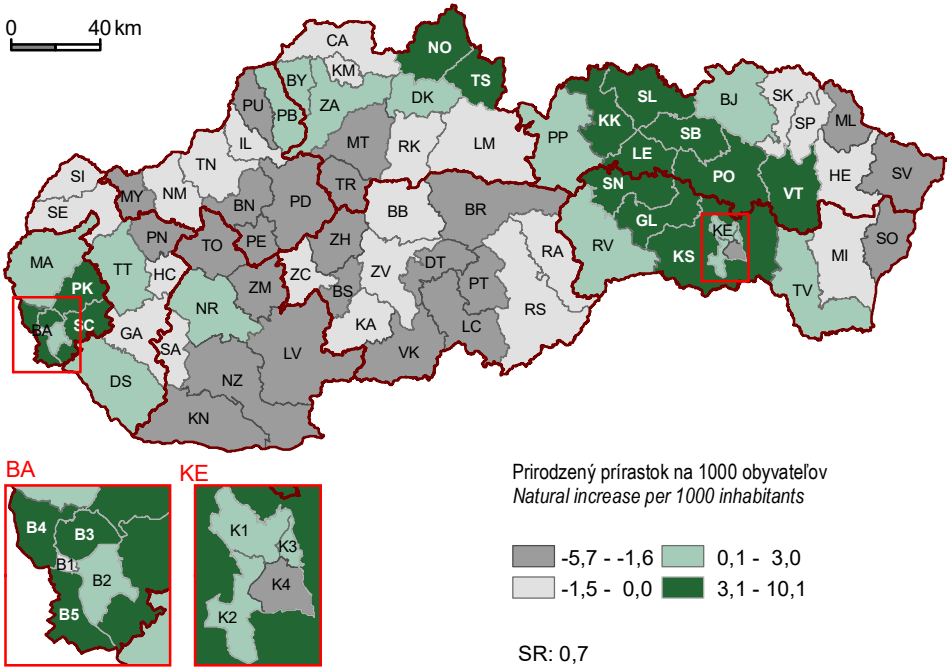 0 40 km
CA
NO
KM
TS
BY
PU
PB
ZA
DK
SL
BJ
SK
KK
SP
ML
IL
MT
RK
LM
PP
SB
LE
TN
SI
NM
TR
PO
HE
SV
MY
BN
PD
SN
VT
SE
BB
BR
GL
PN
TO
PE
ZH
KE
SO
MA
TT
HC
ZC
ZV
DT
RA
RV
KS
MI
PK
ZM
BS
PT
TV
NR
BA
SC
GA
SA
KA
RS
LV
VK
LC
DS
NZ
KN
BA
KE
B4
B3
B1
B2
B5
K1
K3
K4
K2
Prirodzený prírastok na 1000 obyvateľov
Natural increase per 1000 inhabitants
-5,7 - -1,6
0,1 - 3,0
-1,5 - 0,0
3,1 - 10,1
SR: 0,7